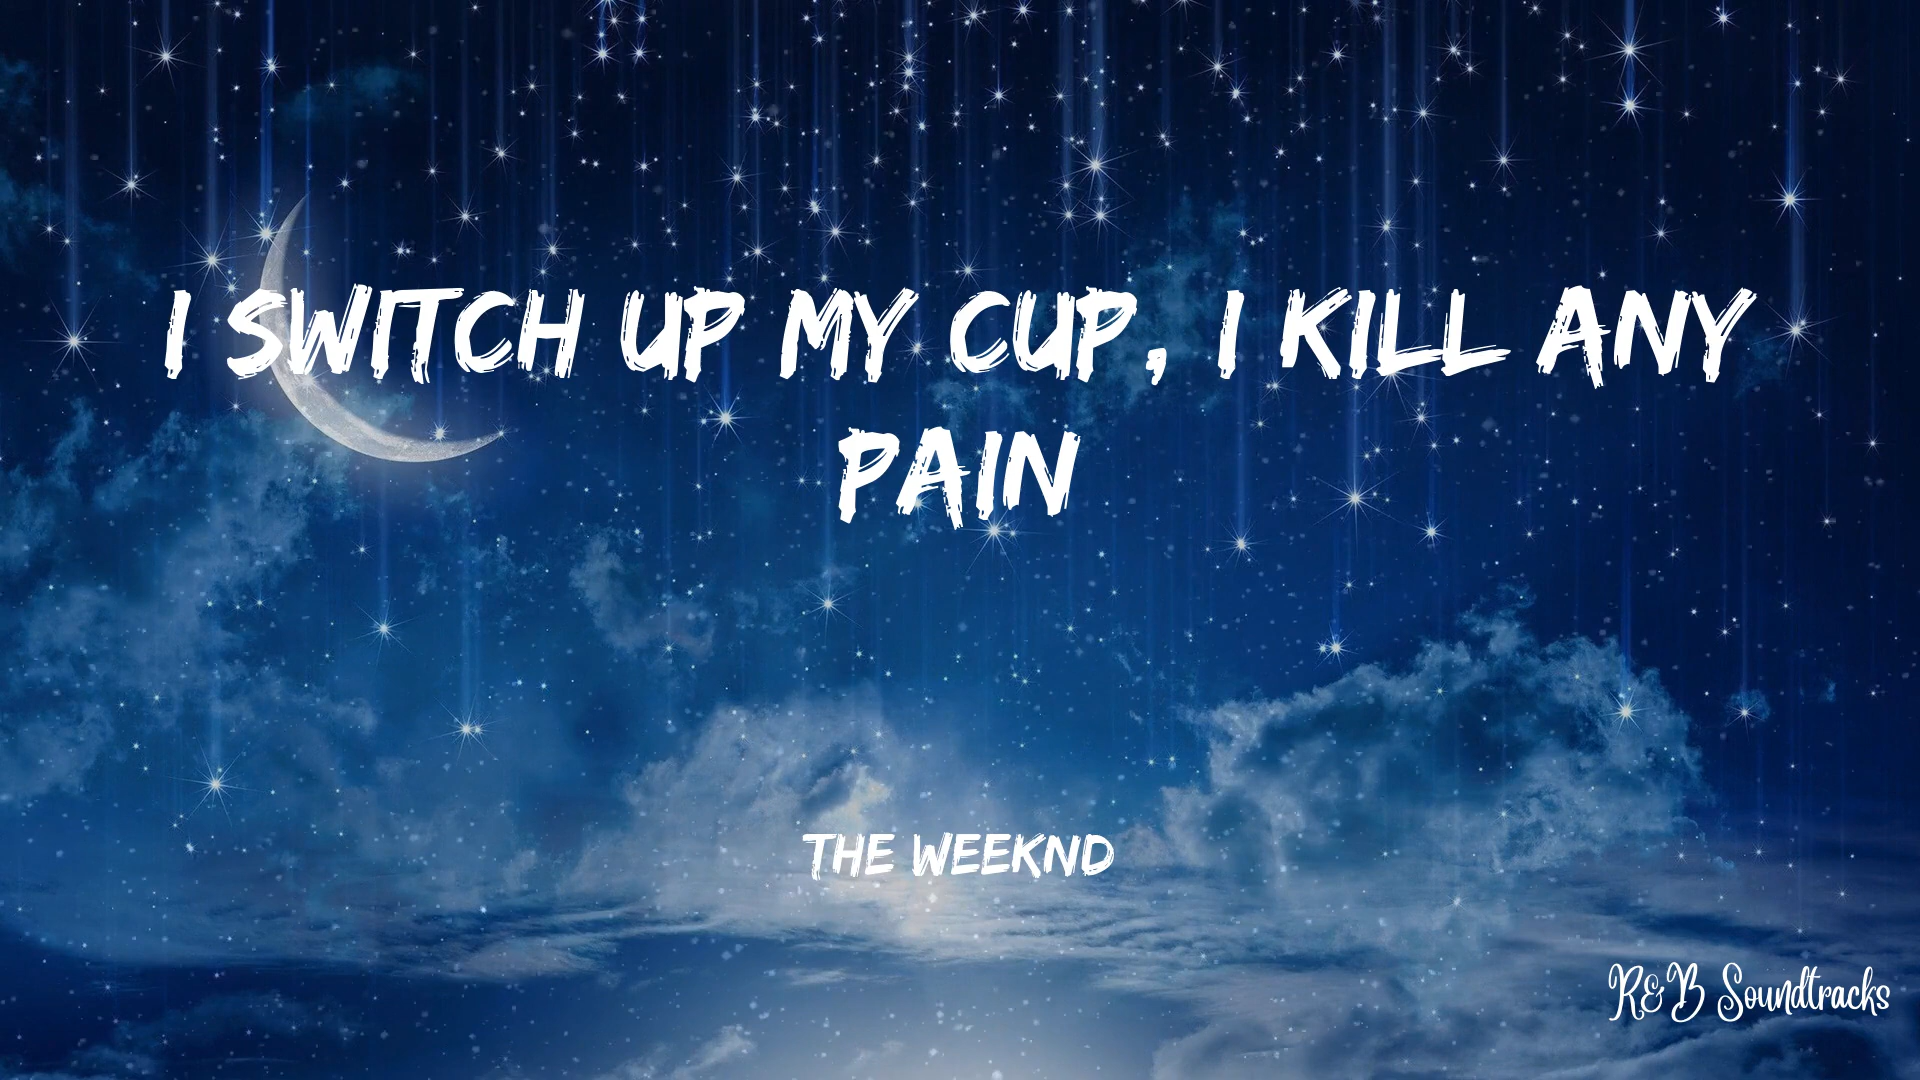 I SWITCH UP MY CUP, I KILL ANY
PAIN
THE WEEKND
R&B Soundtracks